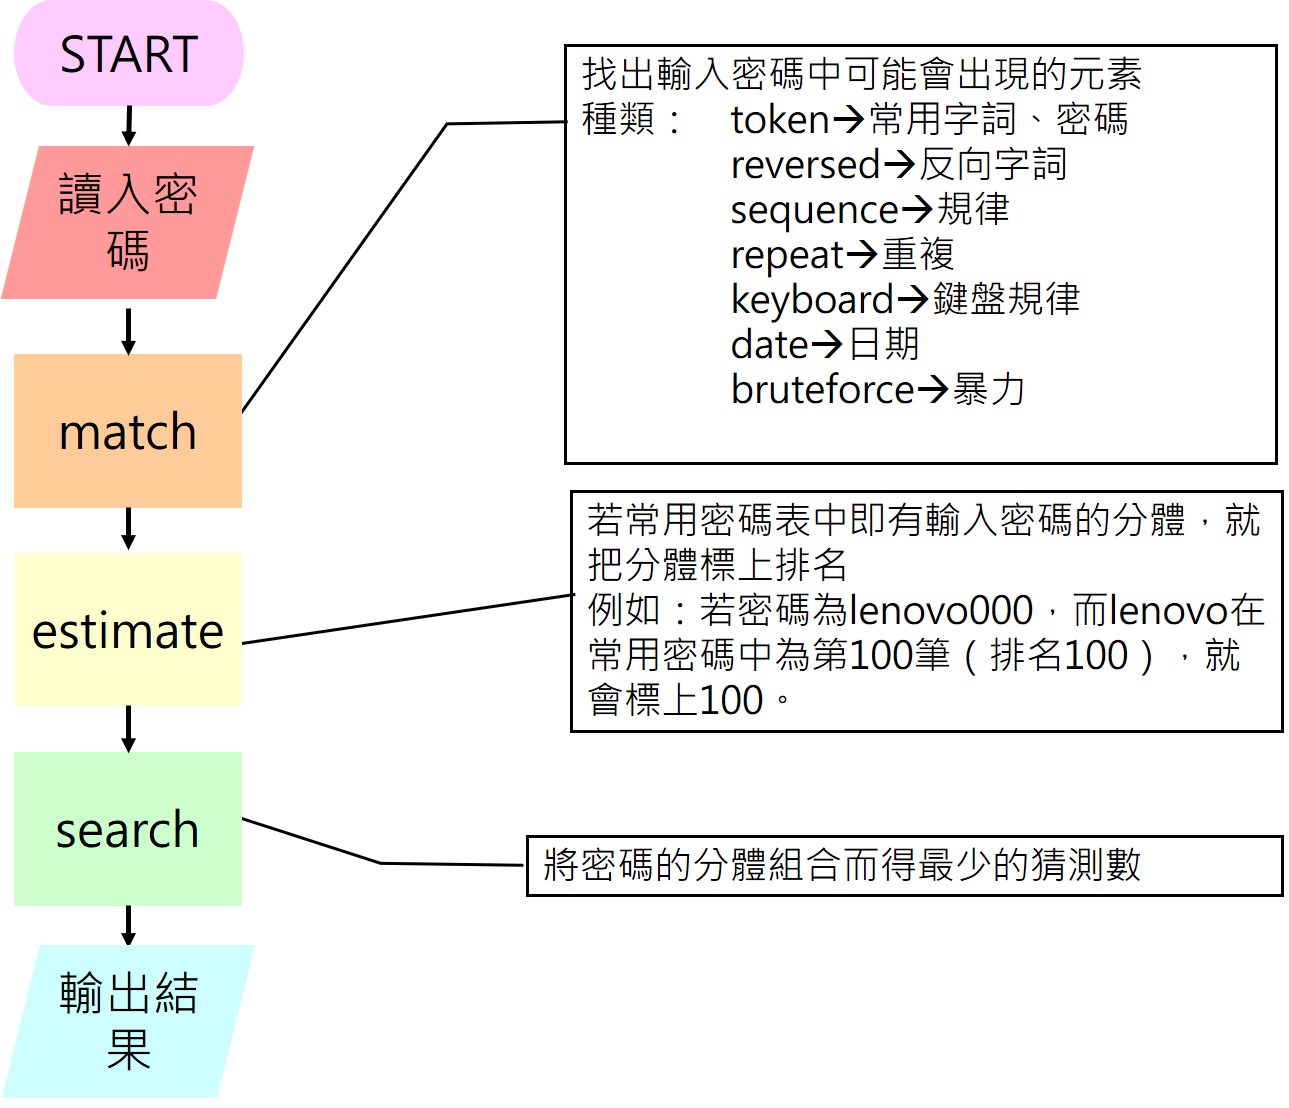 START
讀入密
碼
match
estimate
search
輸出結
果
找出輸入密碼中可能會出現的元素
種類： token→常用字詞、密碼
reversed→反向字詞
sequence→規律
repeat→重複
keyboard→鍵盤規律
date→日期
bruteforce→暴力
若常用密碼表中即有輸入密碼的分體，就
把分體標上排名
例如：若密碼為lenovo000，而lenovo在
常用密碼中為第100筆（排名100），就
會標上100。
將密碼的分體組合而得最少的猜測數